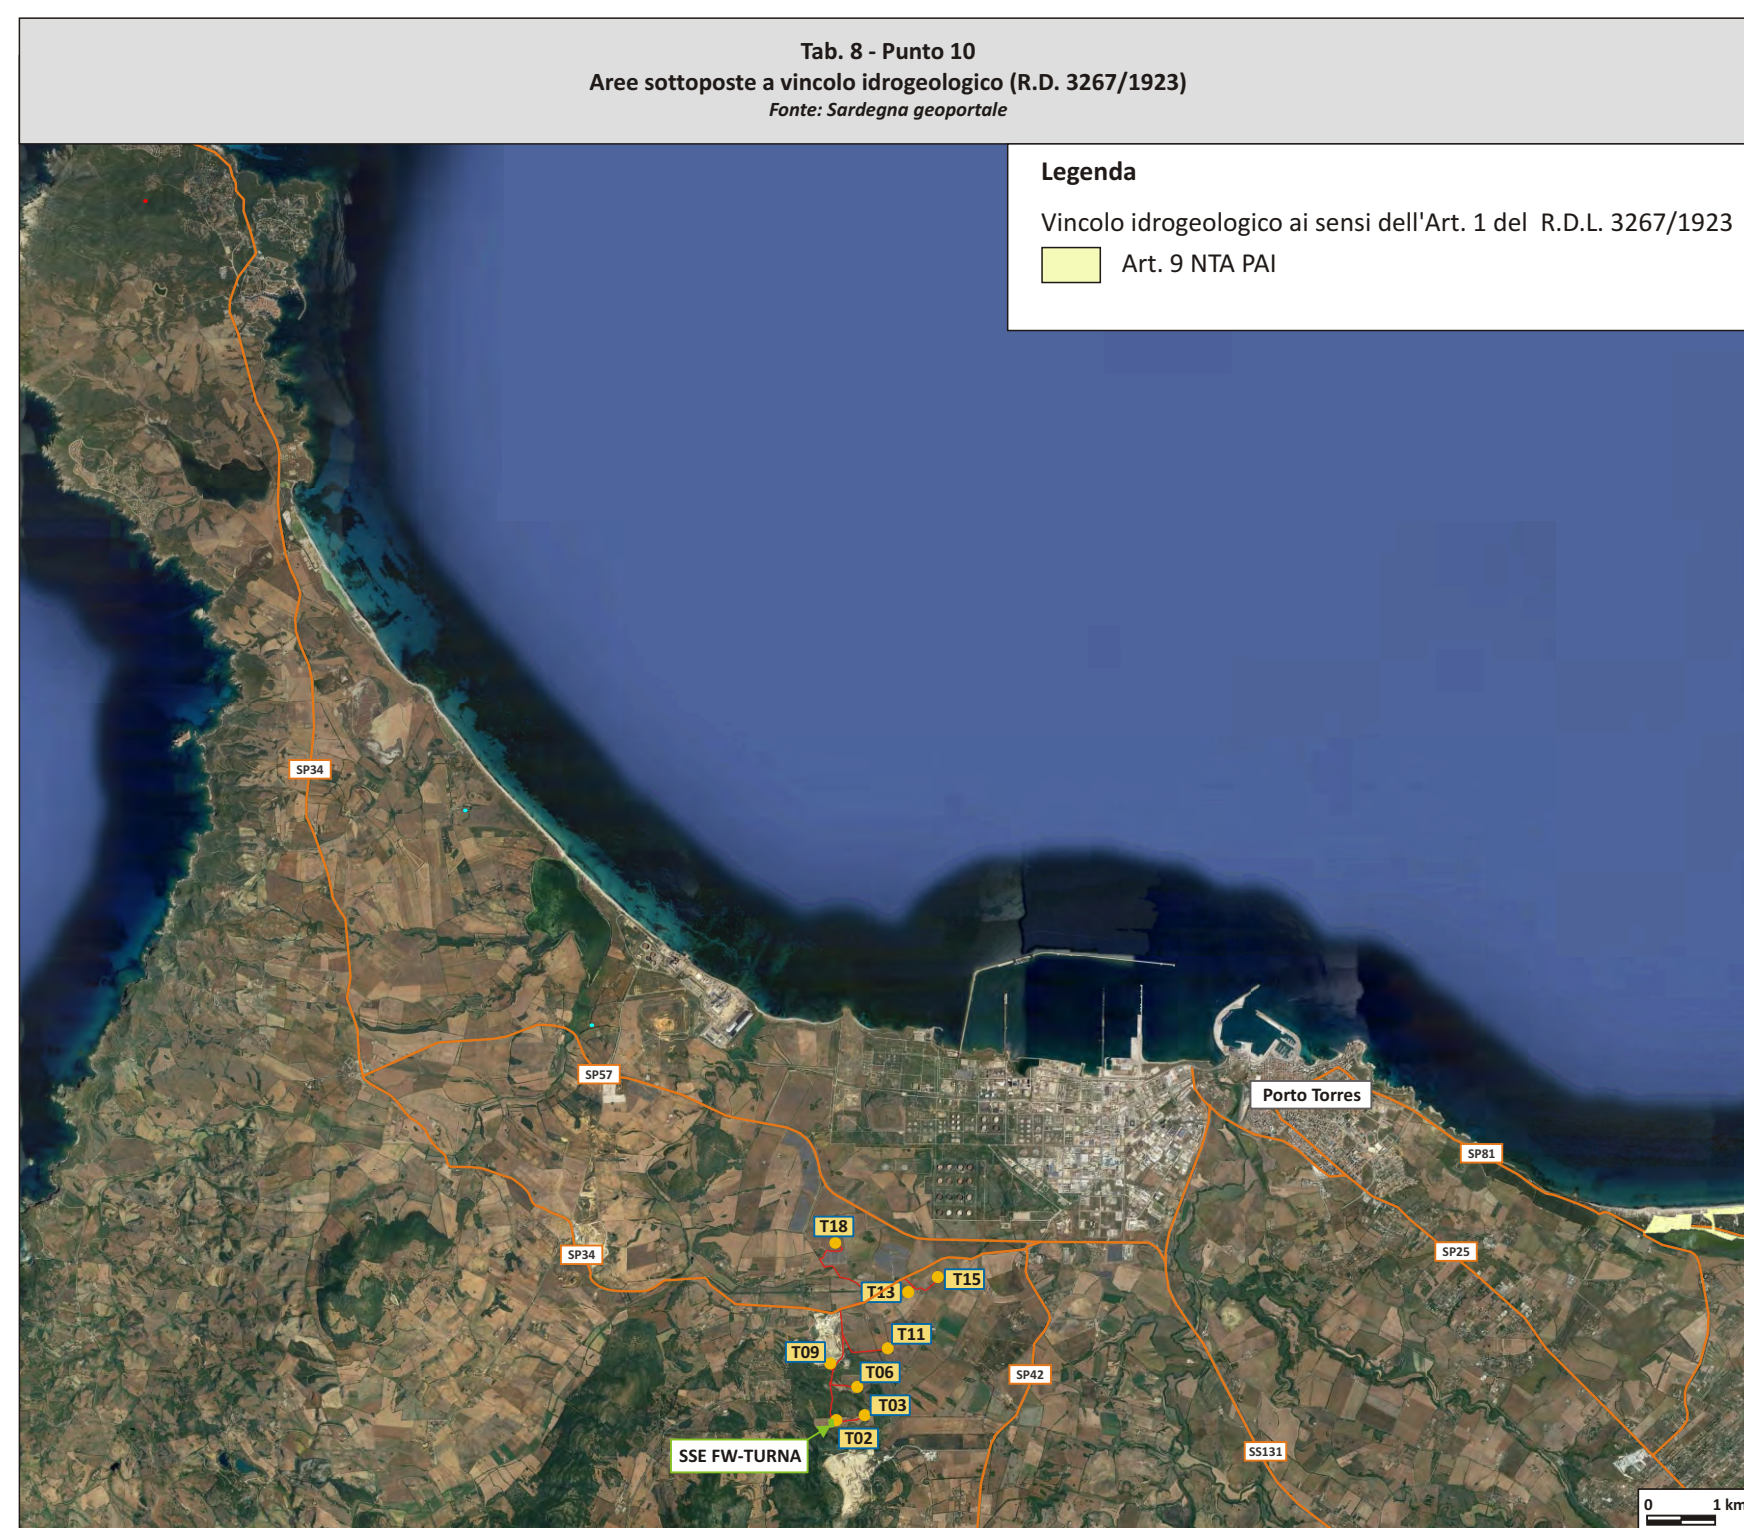 Tab. 8 - Punto 10
Aree sottoposte a vincolo idrogeologico (R.D. 3267/1923)
Fonte: Sardegna geoportale
Legenda
Vincolo idrogeologico ai sensi dell'Art. 1 del R.D.L. 3267/1923
Art. 9 NTA PAI
SP34
SP57
Porto Torres
SP81
T18
SP34
SP25
T15
T13
T11
T09
T06
SP42
T03
T02
SS131
SSE FW-TURNA
0 1 km